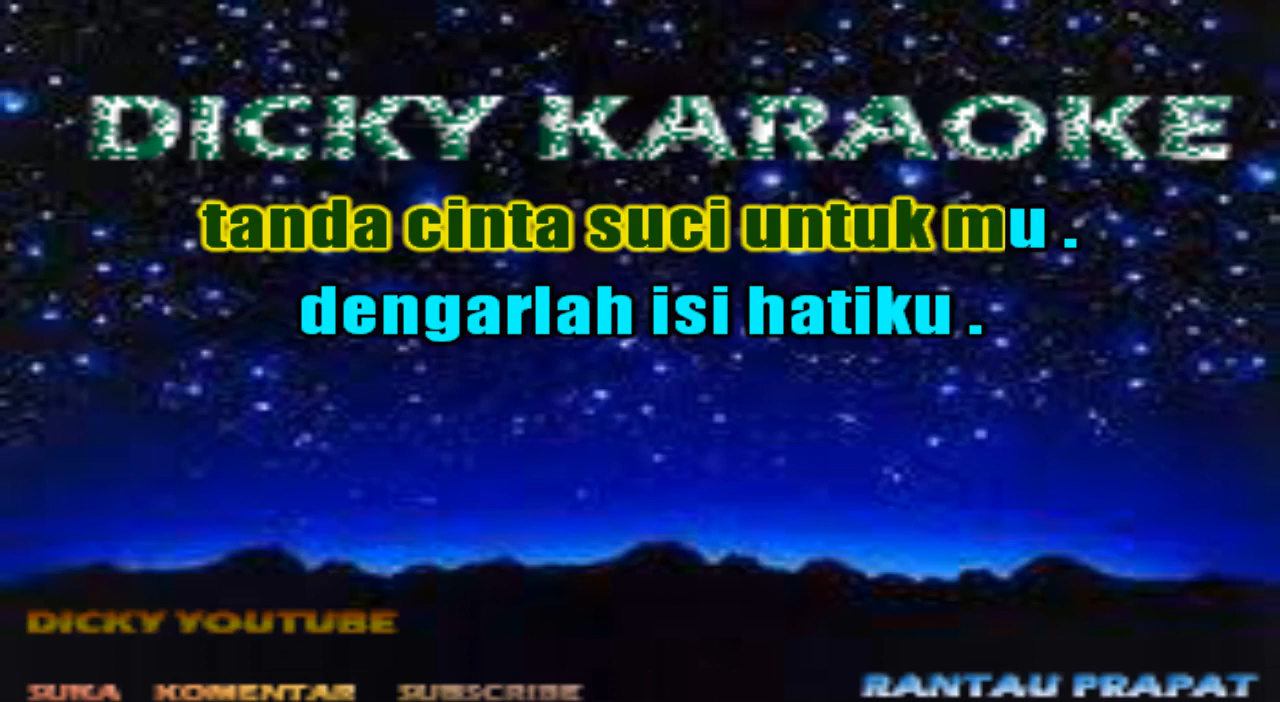 DICKY KARAOKE
tanda cinta suci untuk mu .
dengarlah isi hatiku .
DICKY YOUTUBE
SUKA KOMENTAR SUBSCRIBE
RANTAU PRAPAT